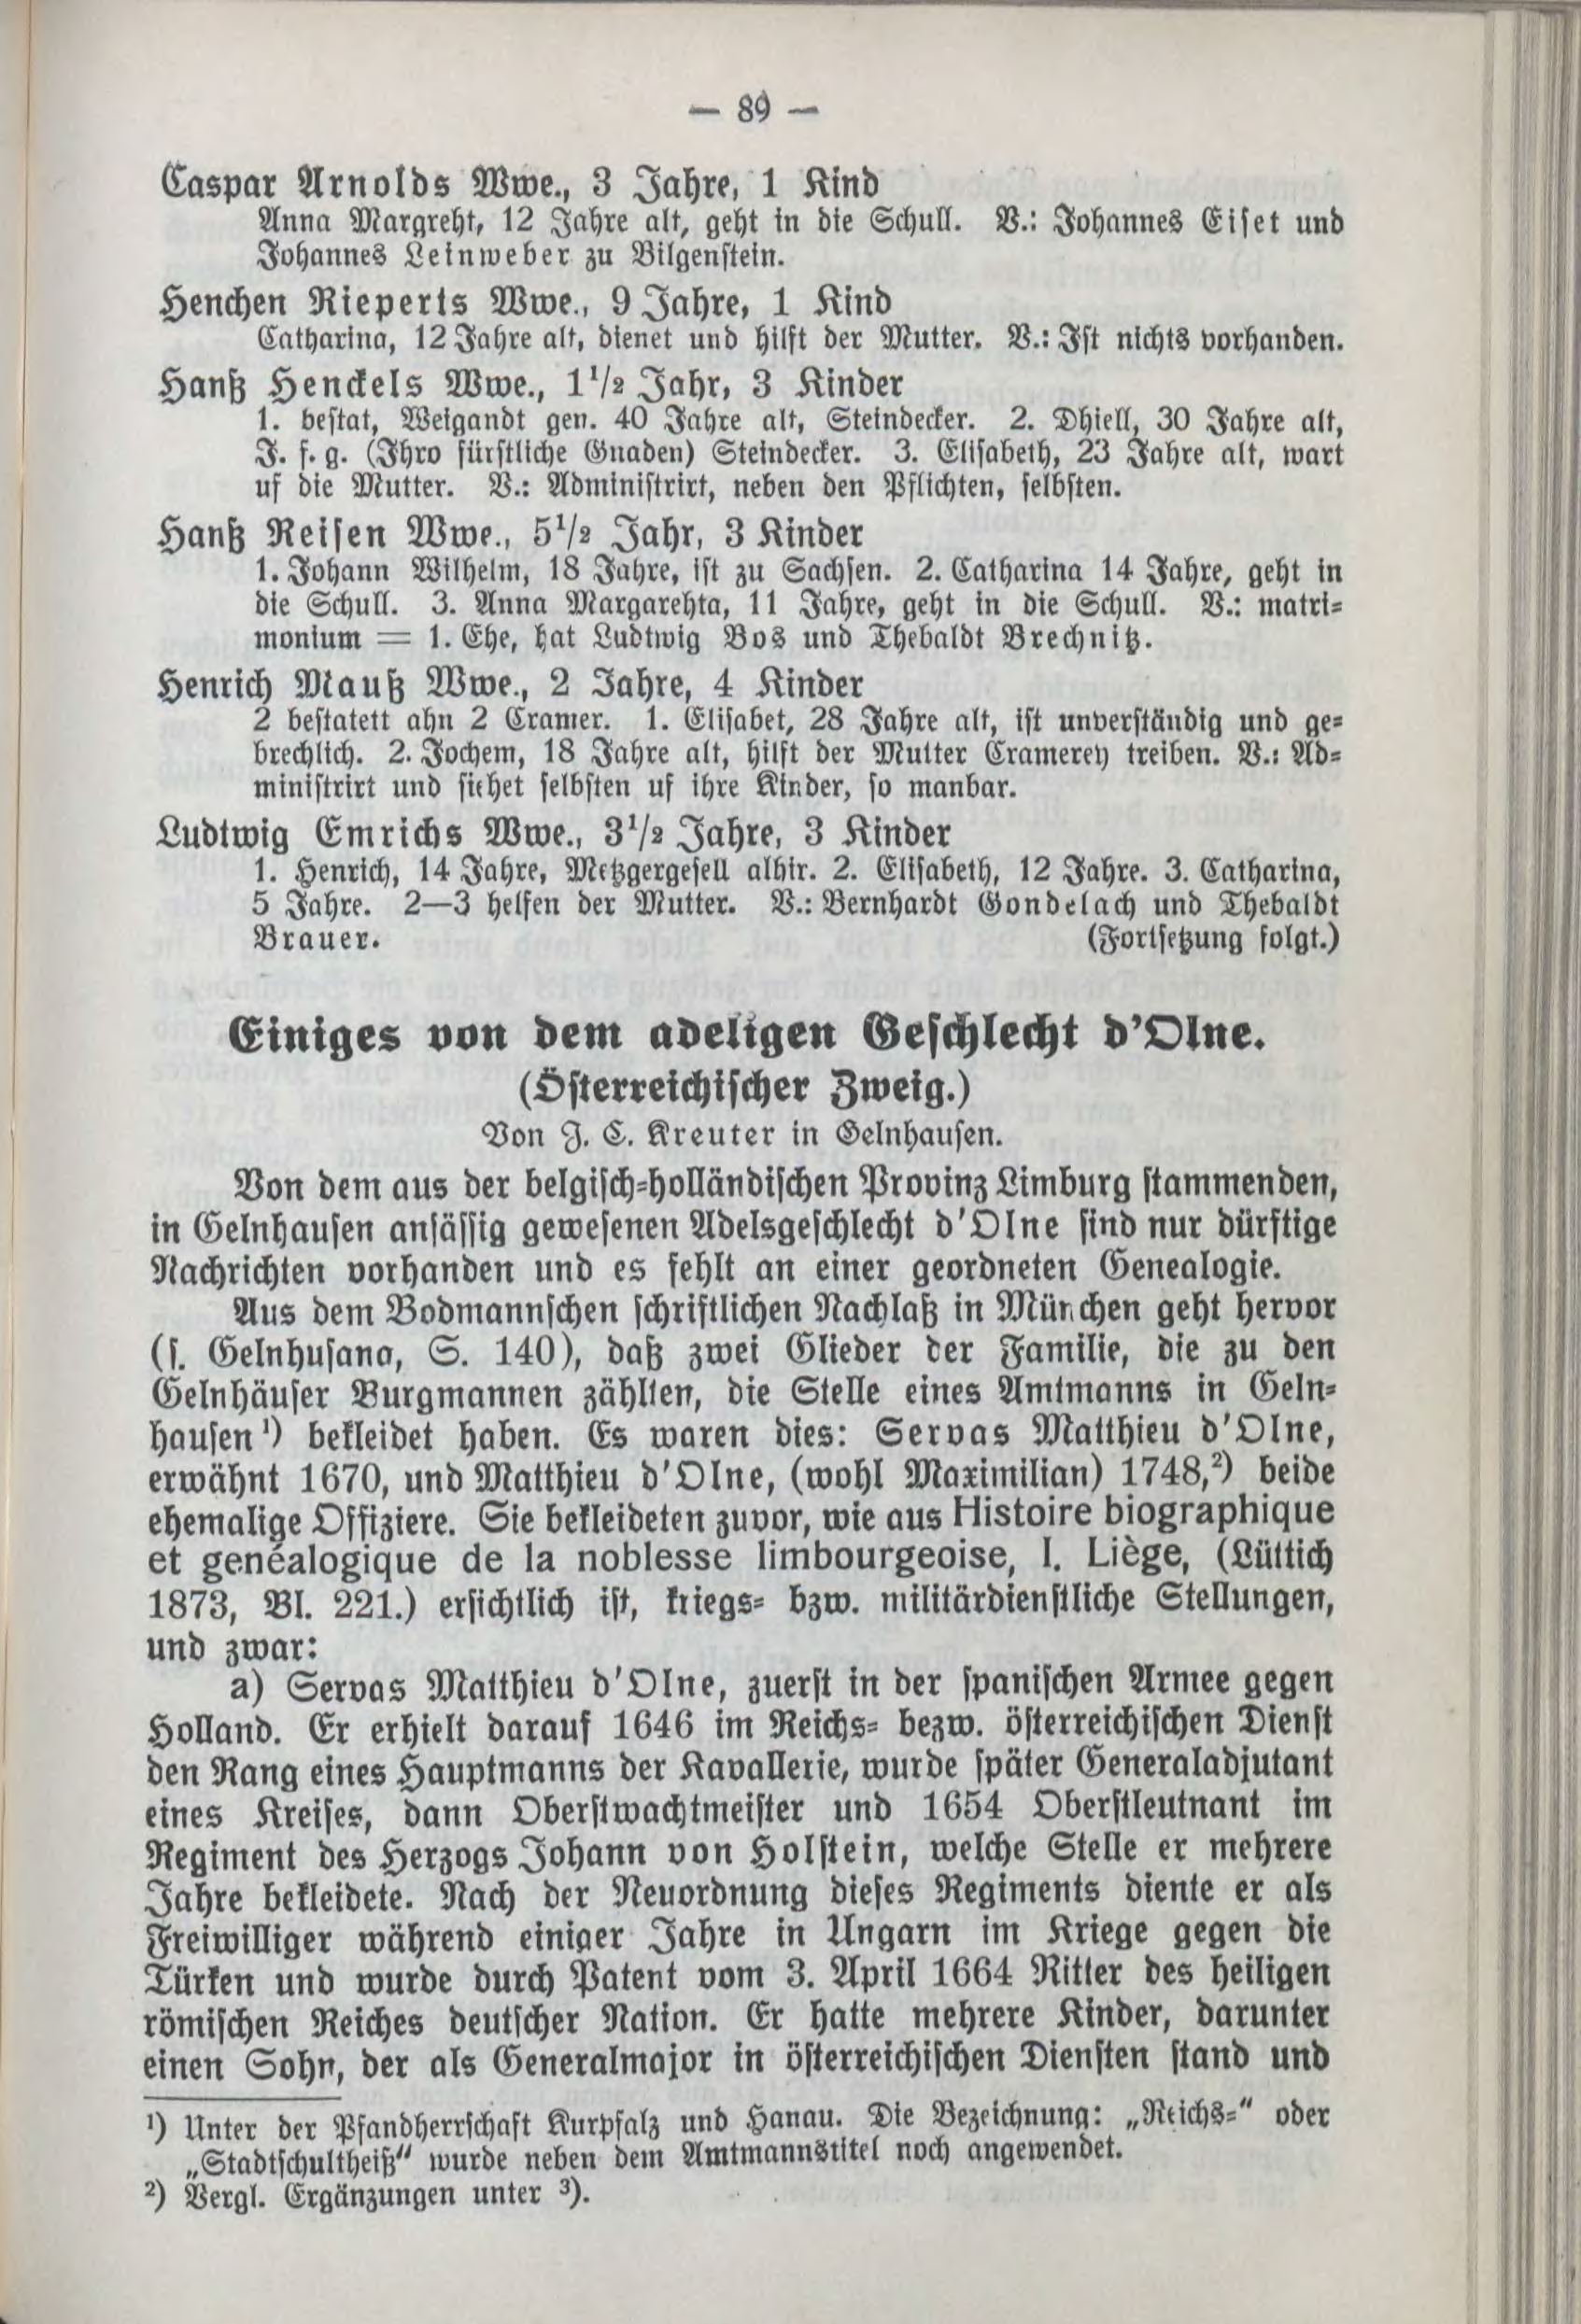 — 89 —
Caspar Arnolds Wwe., 3 Jahre, 1 Kind
Anna Margreht, 12 Jahre alt, geht in die Schull. V.: Johannes Eiset und
Johannes Leinweber zu Bilgenstein.
Henchen Rieperts Wwe., 9 Jahre, 1 Kind
Catharina, 12 Jahre alt, dienet und hilft der Mutter. V.: Ist nichts vorhanden.
Hanß Henckels Wwe., 1¹/₂ Jahr, 3 Kinder
1. bestat, Weigandt gen. 40 Jahre alt, Steindecker. 2. Dhiell, 30 Jahre alt,
J. f. g. (Ihro fürstliche Gnaden) Steindecker. 3. Elisabeth, 23 Jahre alt, wart
uf die Mutter. V.: Administrirt, neben den Pflichten, selbsten.
Hanß Reisen Wwe., 5¹/₂ Jahr, 3 Kinder
1. Johann Wilhelm, 18 Jahre, ist zu Sachsen. 2. Catharina 14 Jahre, geht in
die Schull. 3. Anna Margarehta, 11 Jahre, geht in die Schull. V.: matri-
monium = 1. Ehe, hat Ludtwig Bos und Thebaldt Brechnitz.
Henrich Mauß Wwe., 2 Jahre, 4 Kinder
2 bestatett ahn 2 Cramer. 1. Elisabet, 28 Jahre alt, ist unverständig und ge-
brechlich. 2. Jochem, 18 Jahre alt, hilft der Mutter Cramerey treiben. V.: Ad-
ministrirt und siehet selbsten uf ihre Kinder, so manbar.
Ludtwig Emrichs Wwe., 3¹/₂ Jahre, 3 Kinder
1. Henrich, 14 Jahre, Metzgergesell alhir. 2. Elisabeth, 12 Jahre. 3. Catharina,
5 Jahre. 2—3 helfen der Mutter. V.: Bernhardt Gondelach und Thebaldt
Brauer. (Fortsetzung folgt.)
Einiges von dem adeligen Geschlecht d'Olne.
(Österreichischer Zweig.)
Von J. C. Kreuter in Gelnhausen.
Von dem aus der belgisch-holländischen Provinz Limburg stammenden,
in Gelnhausen ansässig gewesenen Adelsgeschlecht d'Olne sind nur dürftige
Nachrichten vorhanden und es fehlt an einer geordneten Genealogie.
Aus dem Bodmannschen schriftlichen Nachlaß in München geht hervor
(s. Gelnhusana, S. 140), daß zwei Glieder der Familie, die zu den
Gelnhäuser Burgmannen zählten, die Stelle eines Amtmanns in Geln-
hausen ¹) bekleidet haben. Es waren dies: Servas Matthieu d'Olne,
erwähnt 1670, und Matthieu d'Olne, (wohl Maximilian) 1748,²) beide
ehemalige Offiziere. Sie bekleideten zuvor, wie aus Histoire biographique
et genéalogique de la noblesse limbourgeoise, I. Liège, (Lüttich
1873, Bl. 221.) ersichtlich ist, kriegs- bzw. militärdienstliche Stellungen,
und zwar:
a) Servas Matthieu d'Olne, zuerst in der spanischen Armee gegen
Holland. Er erhielt darauf 1646 im Reichs- bezw. österreichischen Dienst
den Rang eines Hauptmanns der Kavallerie, wurde später Generaladjutant
eines Kreises, dann Oberstwachtmeister und 1654 Oberstleutnant im
Regiment des Herzogs Johann von Holstein, welche Stelle er mehrere
Jahre bekleidete. Nach der Neuordnung dieses Regiments diente er als
Freiwilliger während einiger Jahre in Ungarn im Kriege gegen die
Türken und wurde durch Patent vom 3. April 1664 Ritter des heiligen
römischen Reiches deutscher Nation. Er hatte mehrere Kinder, darunter
einen Sohn, der als Generalmajor in österreichischen Diensten stand und
¹) Unter der Pfandherrschaft Kurpfalz und Hanau. Die Bezeichnung: „Reichs-“ oder
„Stadtschultheiß“ wurde neben dem Amtmannstitel noch angewendet.
²) Vergl. Ergänzungen unter ³).